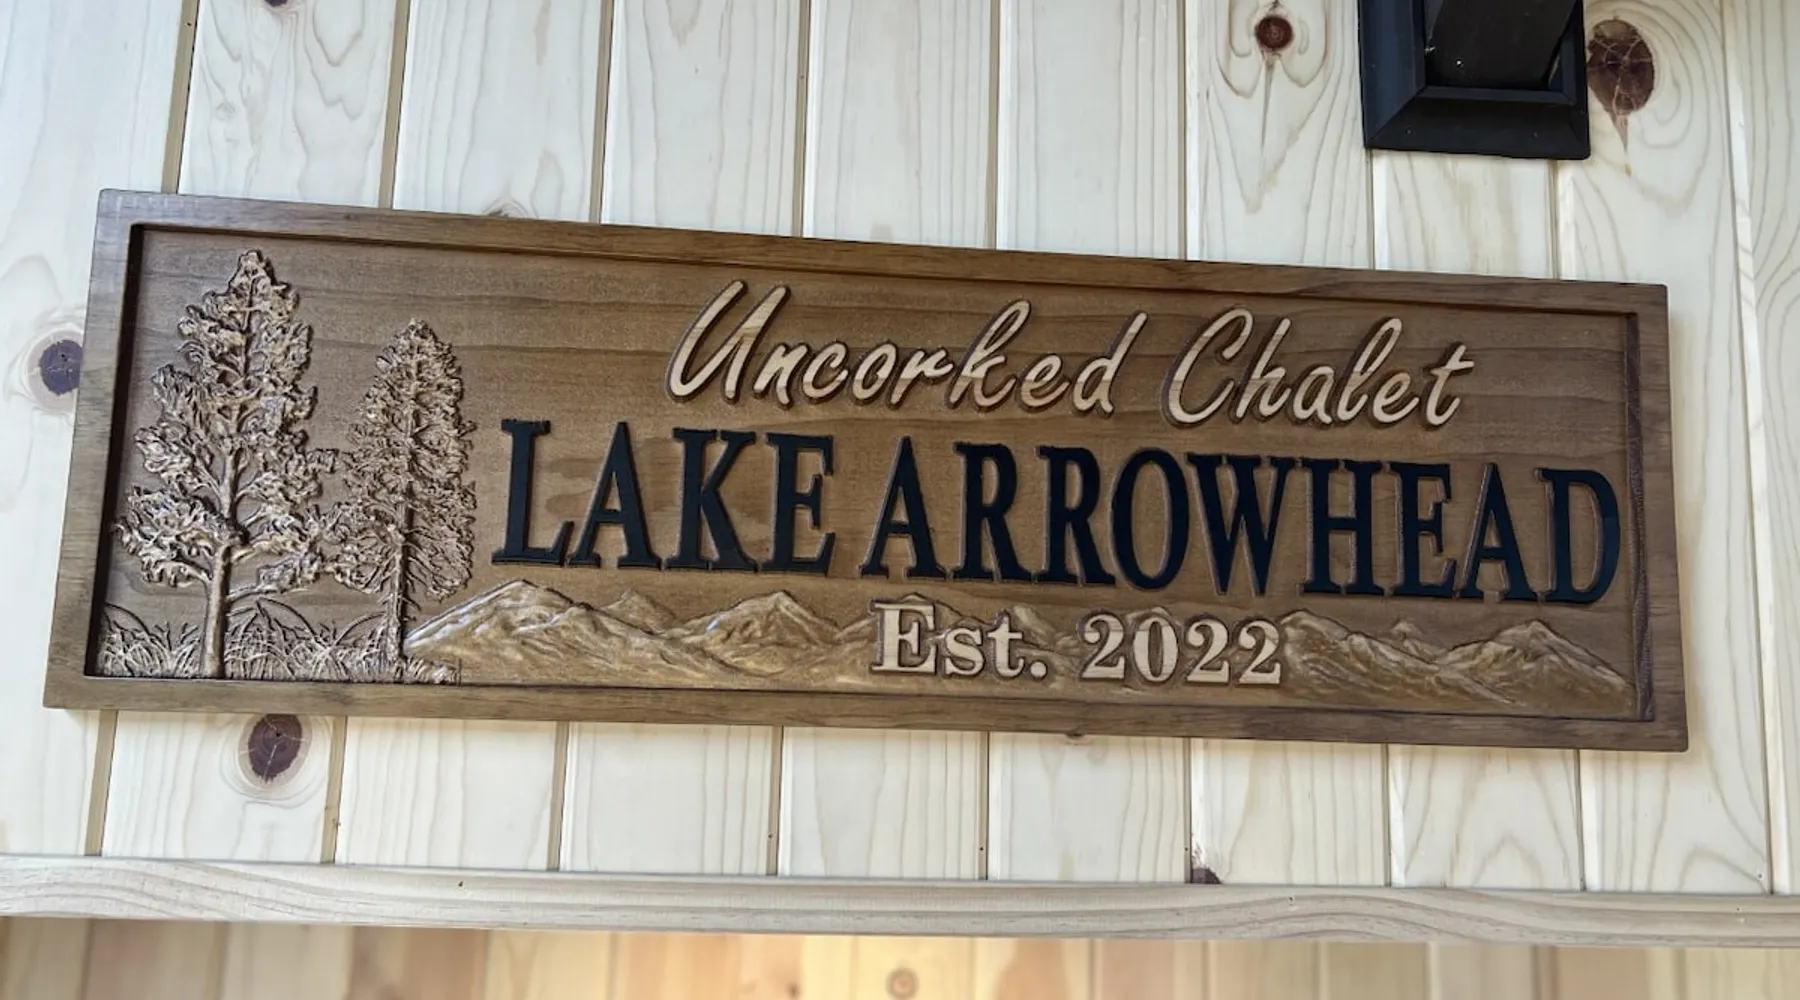 Uncorked Chalet
LAKE ARROWHEAD
Est. 2022